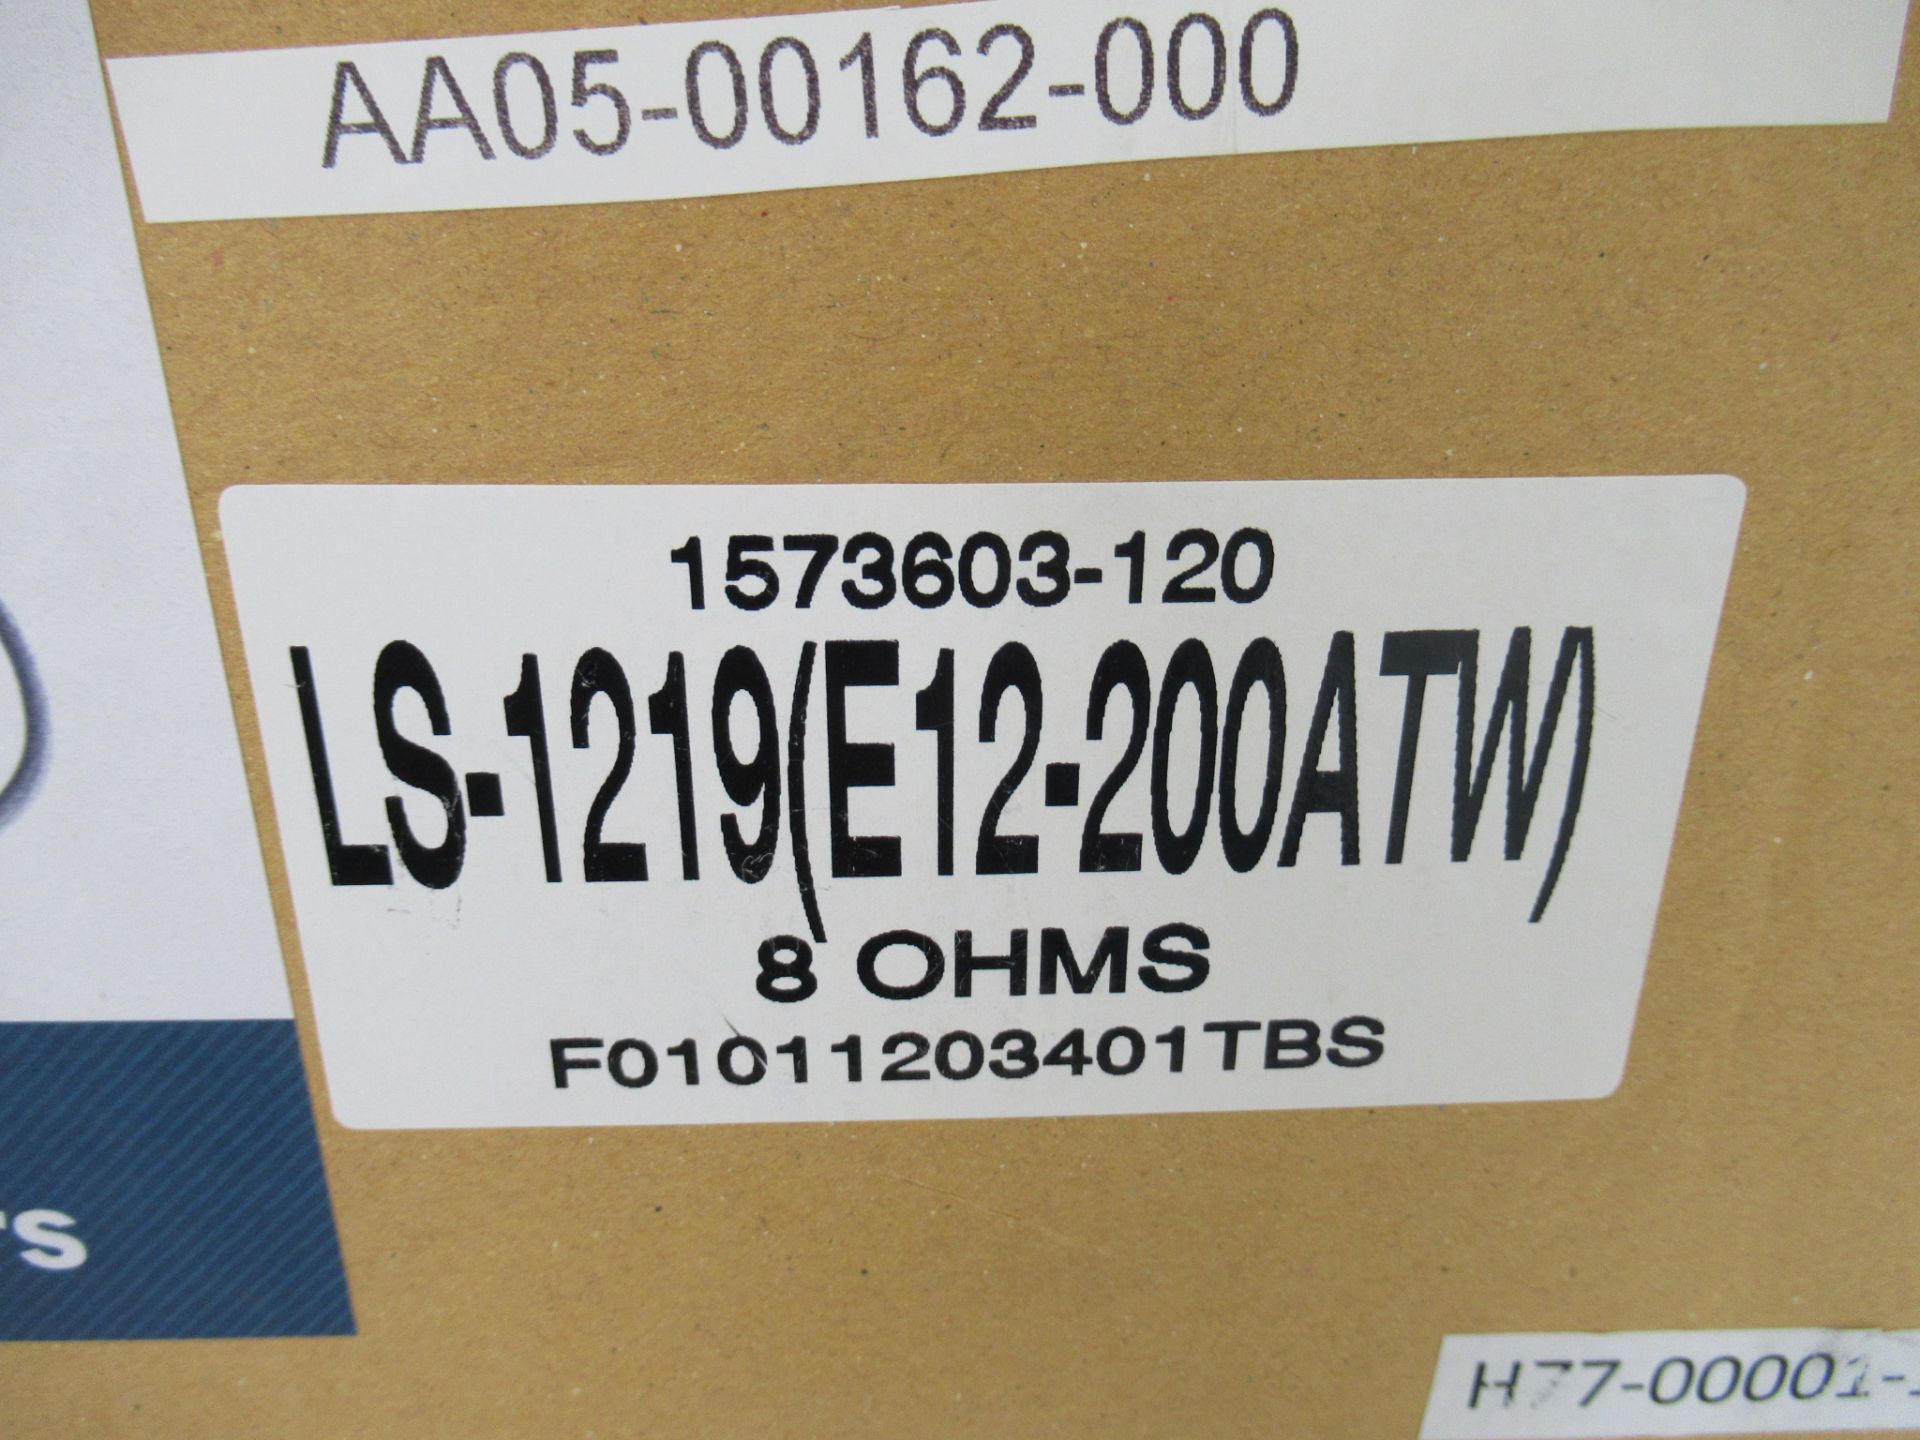 AA05-00162-000
1573603-120
LS-1219(E12-200ATW)
8 OHMS
F01011203401TBS